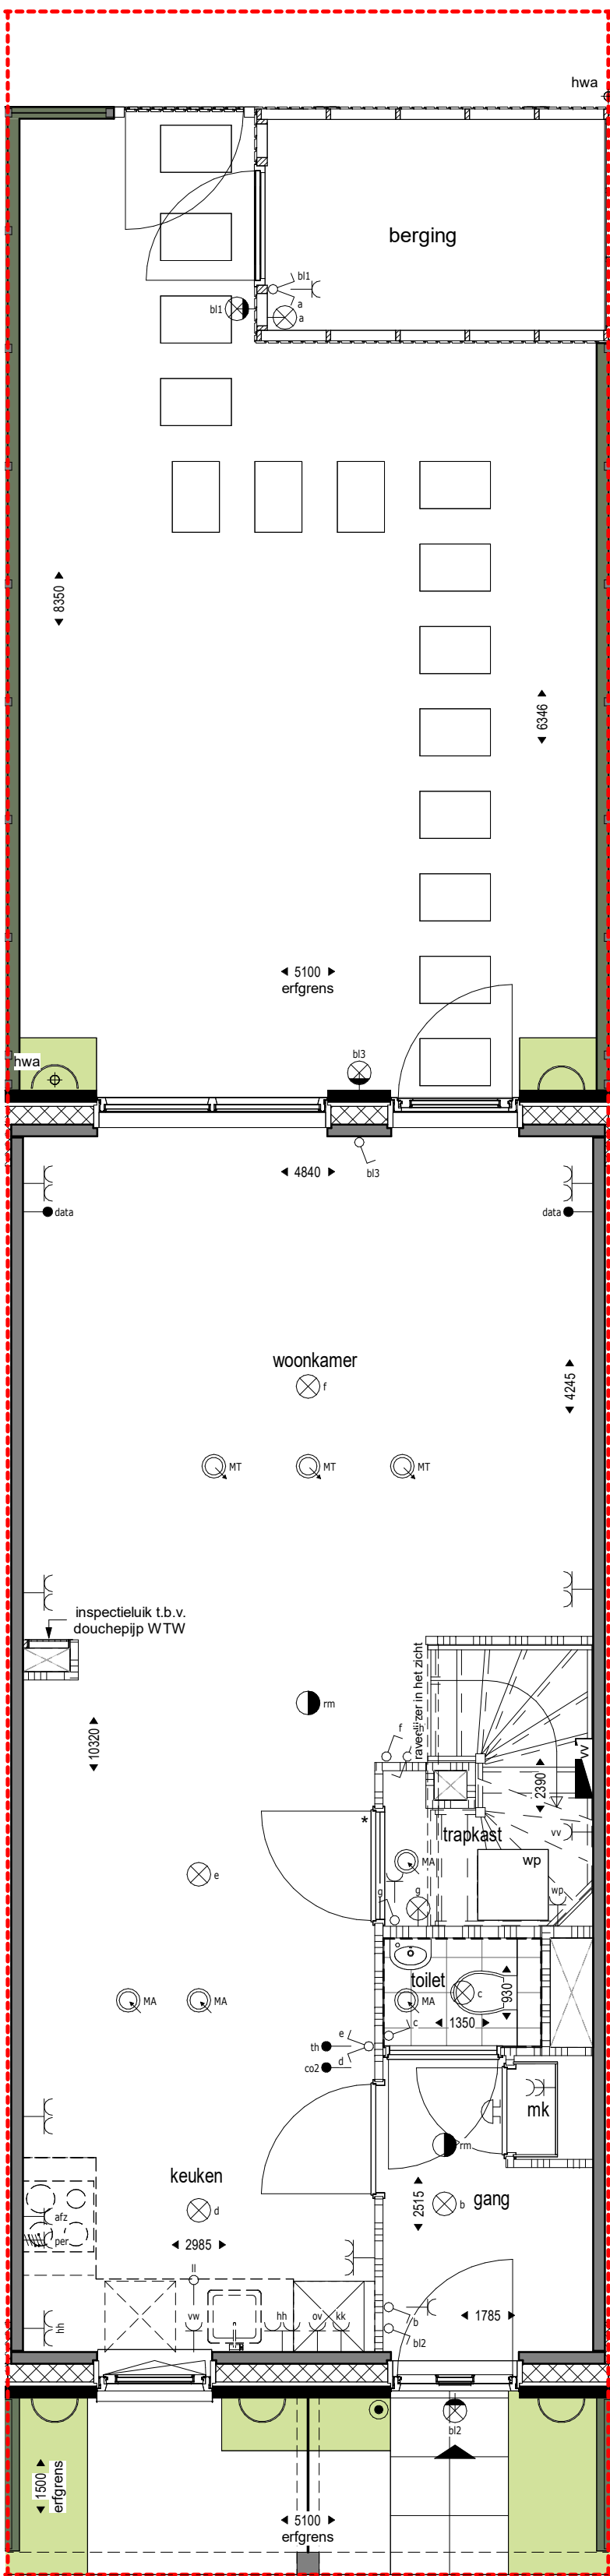 hwa
berging
bl1
a
bl1
a
8350
6346
5100
erfgrens
hwa
bl3
4840
bl3
data
data
woonkamer
f
4245
MT
MT
MT
inspectieluik t.b.v.
douchepijp WTW
raveelijzer in het zicht
rm
f
10320
vv
2390
*
trapkast
vv
wp
MA
e
g
g
wp
toilet
930
MA
MA
MA
c
c
1350
e
th
d
co2
mk
rm
keuken
2515
gang
d
b
afz
per
2985
ll
hh
vw
hh
ov
kk
b
bl2
1785
bl2
1500
erfgrens
5100
erfgrens